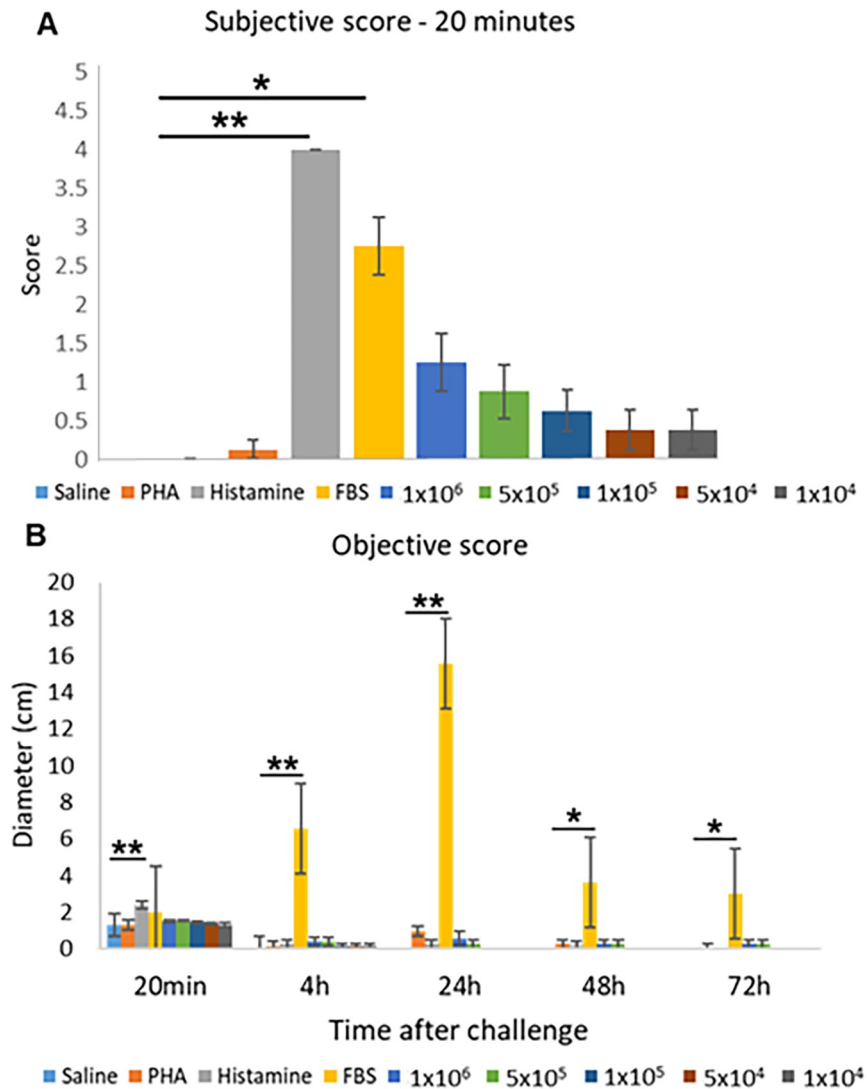 A
Subjective score - 20 minutes
5
4.5
4
3.5
3
2.5
2
1.5
1
0.5
0
Score
*
**
Saline PHA Histamine FBS 1x10⁶ 5x10⁵ 1x10⁵ 5x10⁴ 1x10⁴
B
Objective score
20
18
16
14
12
10
8
6
4
2
0
Diameter (cm)
**
**
**
*
*
20min 4h 24h 48h 72h
Time after challenge
Saline PHA Histamine FBS 1x10⁶ 5x10⁵ 1x10⁵ 5x10⁴ 1x10⁴